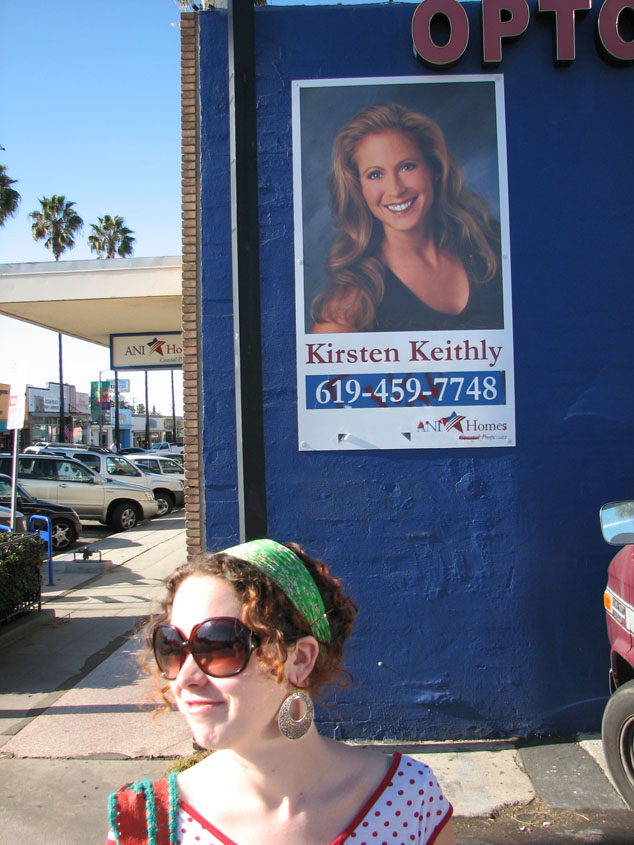 OPTO
Kirsten Keithly
619-459-7748
ANI Homes
ANI Ho